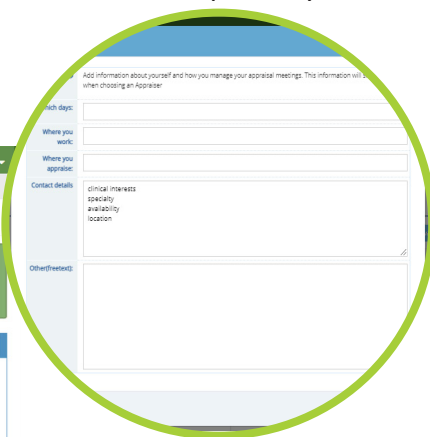 Add information about yourself and how you manage your appraisal meetings. This information will
when choosing an Appraiser
hich days:
Where you
work:
Where you
appraise:
Contact details
clinical interests
specialty
availability
location
Other(freetext):